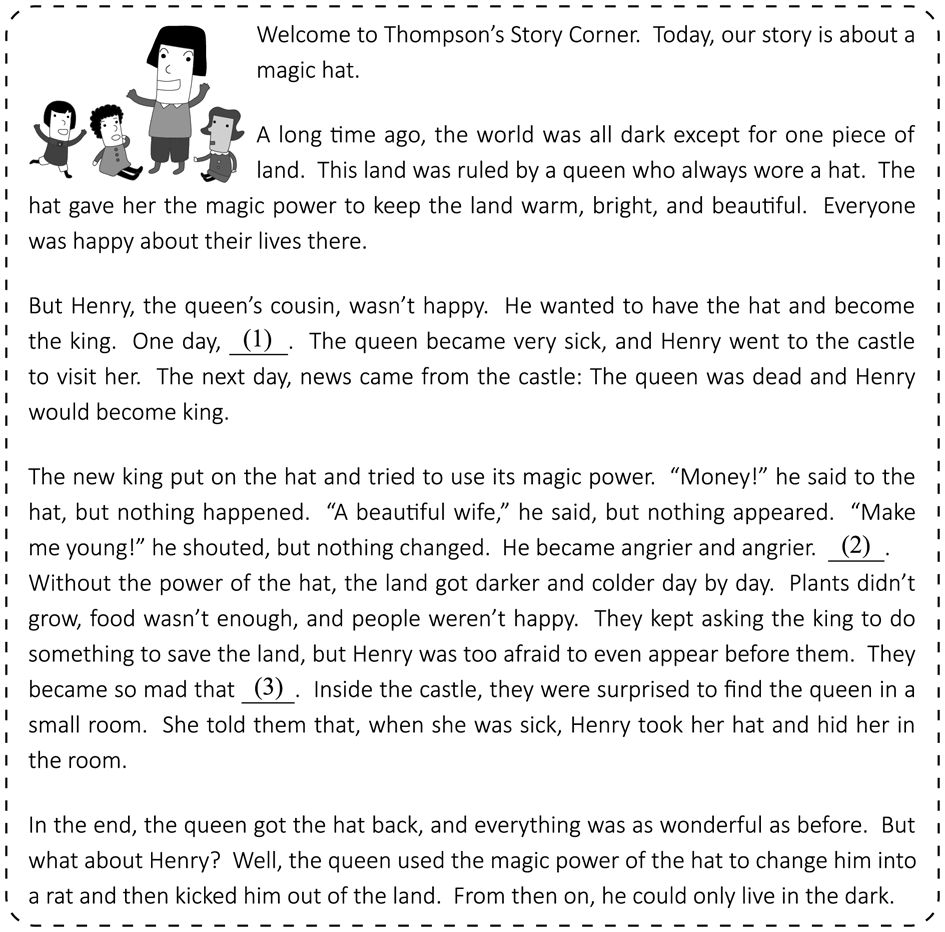 Welcome to Thompson’s Story Corner.  Today, our story is about a
magic hat.
A long time ago, the world was all dark except for one piece of
land.  This land was ruled by a queen who always wore a hat.  The
hat gave her the magic power to keep the land warm, bright, and beautiful.  Everyone
was happy about their lives there.
But Henry, the queen’s cousin, wasn’t happy.  He wanted to have the hat and become
the king.  One day, (1).  The queen became very sick, and Henry went to the castle
to visit her.  The next day, news came from the castle: The queen was dead and Henry
would become king.
The new king put on the hat and tried to use its magic power.  “Money!” he said to the
hat, but nothing happened.  “A beautiful wife,” he said, but nothing appeared.  “Make
me young!” he shouted, but nothing changed.  He became angrier and angrier.  (2).
Without the power of the hat, the land got darker and colder day by day.  Plants didn’t
grow, food wasn’t enough, and people weren’t happy.  They kept asking the king to do
something to save the land, but Henry was too afraid to even appear before them.  They
became so mad that (3).  Inside the castle, they were surprised to find the queen in a
small room.  She told them that, when she was sick, Henry took her hat and hid her in
the room.
In the end, the queen got the hat back, and everything was as wonderful as before.  But
what about Henry?  Well, the queen used the magic power of the hat to change him into
a rat and then kicked him out of the land.  From then on, he could only live in the dark.